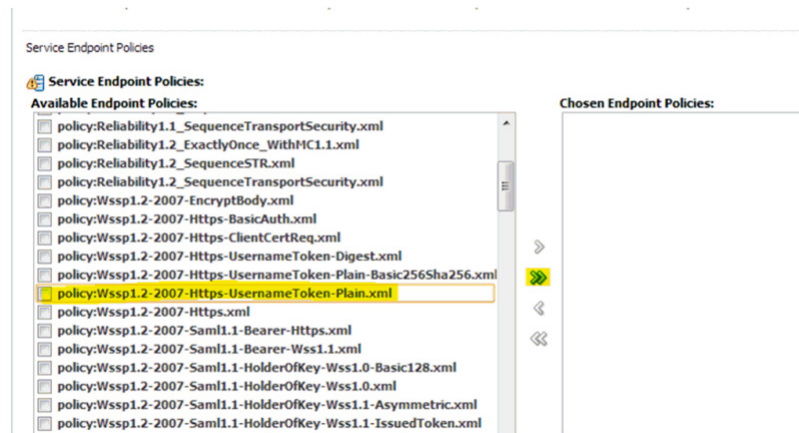 Service Endpoint Policies
Service Endpoint Policies:
Available Endpoint Policies:
policy:Reliability1.1_SequenceTransportSecurity.xml
policy:Reliability1.2_ExactlyOnce_WithMC1.1.xml
policy:Reliability1.2_SequenceSTR.xml
policy:Reliability1.2_SequenceTransportSecurity.xml
policy:Wssp1.2-2007-EncryptBody.xml
policy:Wssp1.2-2007-Https-BasicAuth.xml
policy:Wssp1.2-2007-Https-ClientCertReq.xml
policy:Wssp1.2-2007-Https-UsernameToken-Digest.xml
policy:Wssp1.2-2007-Https-UsernameToken-Plain-Basic256Sha256.xml
policy:Wssp1.2-2007-Https-UsernameToken-Plain.xml
policy:Wssp1.2-2007-Https.xml
policy:Wssp1.2-2007-Saml1.1-Bearer-Https.xml
policy:Wssp1.2-2007-Saml1.1-Bearer-Wss1.1.xml
policy:Wssp1.2-2007-Saml1.1-HolderOfKey-Wss1.0-Basic128.xml
policy:Wssp1.2-2007-Saml1.1-HolderOfKey-Wss1.0.xml
policy:Wssp1.2-2007-Saml1.1-HolderOfKey-Wss1.1-Asymmetric.xml
policy:Wssp1.2-2007-Saml1.1-HolderOfKey-Wss1.1-IssuedToken.xml
Chosen Endpoint Policies: